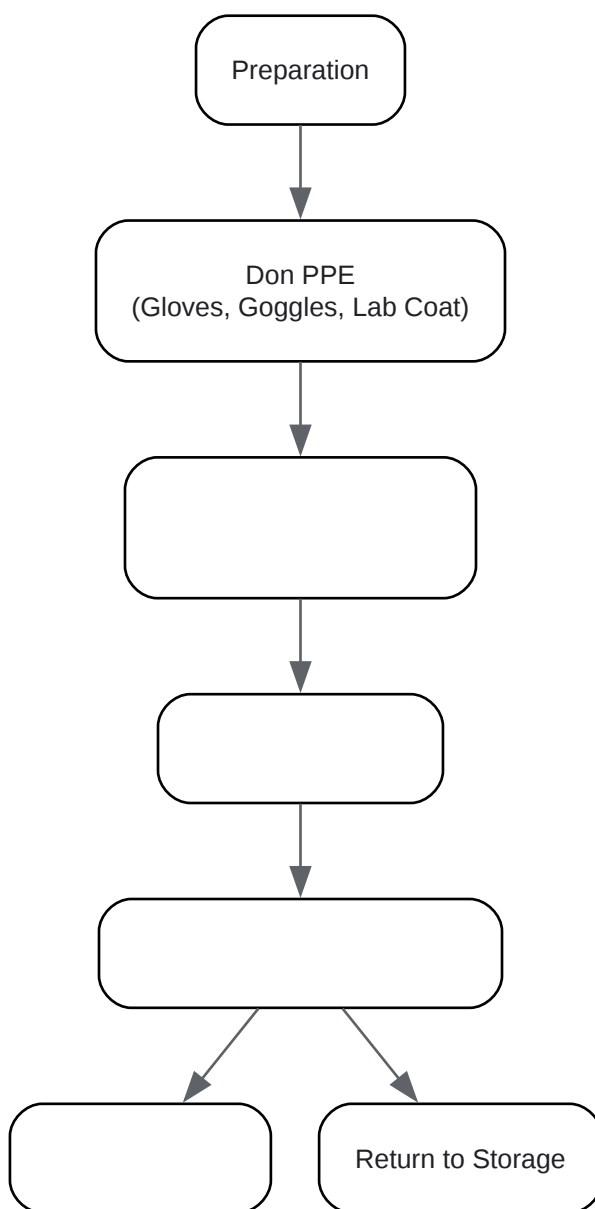 Preparation
Don PPE
(Gloves, Goggles, Lab Coat)
Return to Storage